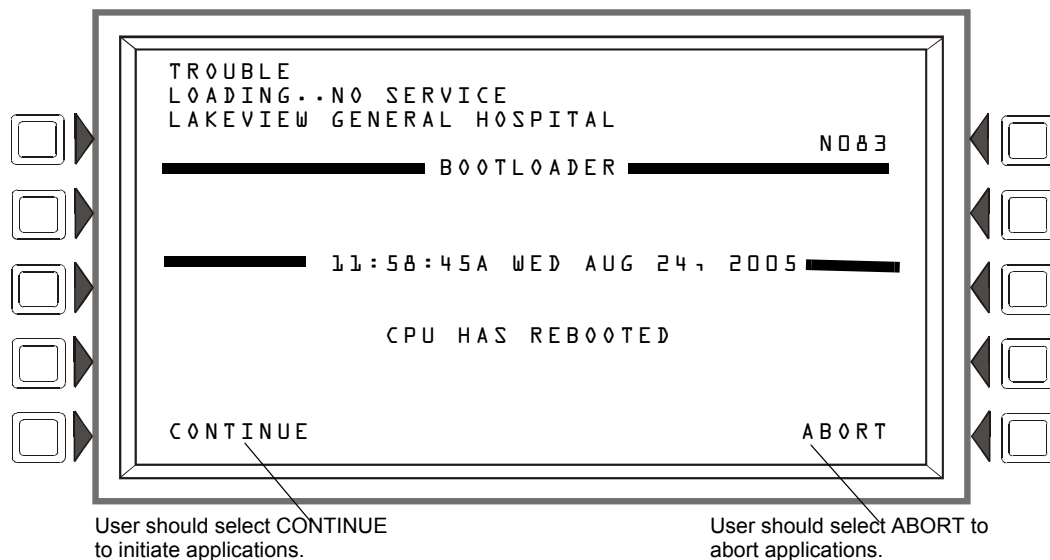 TROUBLE
LOADING..NO SERVICE
LAKEVIEW GENERAL HOSPITAL
N083
BOOTLOADER
11:58:45A WED AUG 24, 2005
CPU HAS REBOOTED
CONTINUE ABORT
User should select CONTINUE
to initiate applications.
User should select ABORT to
abort applications.